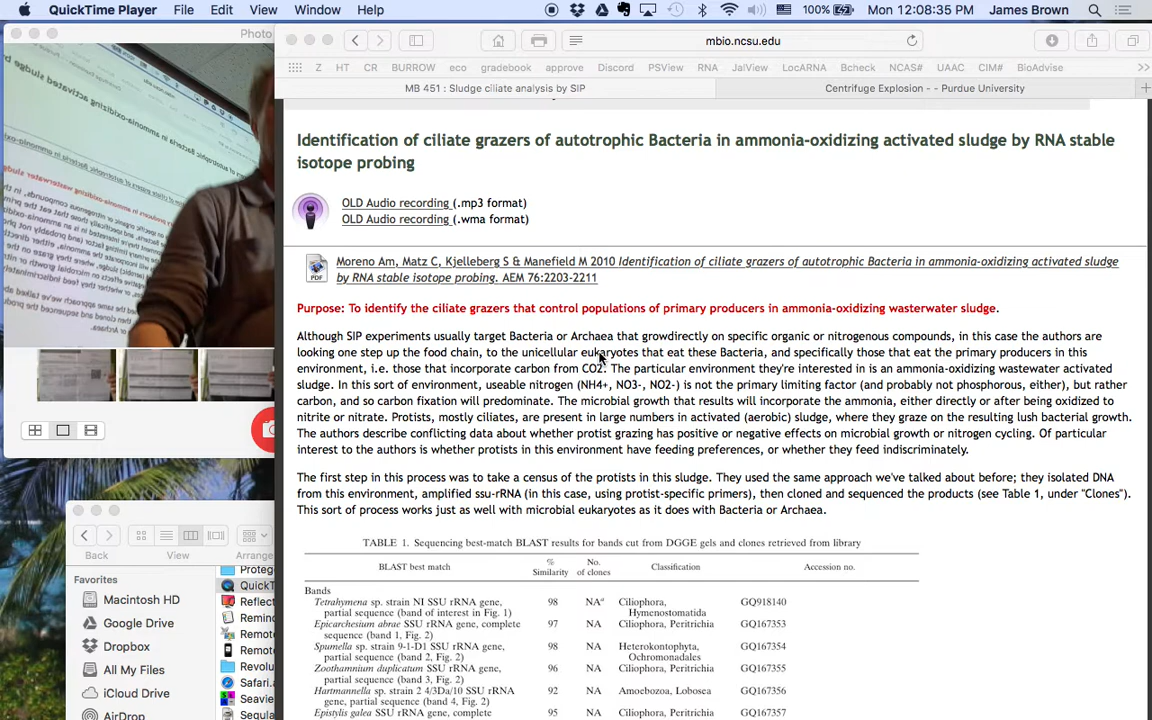 QuickTime Player File Edit View Window Help 100% Mon 12:08:35 PM James Brown
Photo
mbio.ncsu.edu
Z HT CR BURROW eco gradebook approve Discord PSView RNA JalView LocARNA Bcheck NCAS# UAAC CIM# BioAdvise >>
MB 451 : Sludge ciliate analysis by SIP
Centrifuge Explosion - - Purdue University
Identification of ciliate grazers of autotrophic Bacteria in ammonia-oxidizing activated sludge by RNA stable
isotope probing
OLD Audio recording (.mp3 format)
OLD Audio recording (.wma format)
PDF
Moreno Am, Matz C, Kjelleberg S & Manefield M 2010 Identification of ciliate grazers of autotrophic Bacteria in ammonia-oxidizing activated sludge
by RNA stable isotope probing. AEM 76:2203-2211
Purpose: To identify the ciliate grazers that control populations of primary producers in ammonia-oxidizing wasterwater sludge.
Although SIP experiments usually target Bacteria or Archaea that growdirectly on specific organic or nitrogenous compounds, in this case the authors are
looking one step up the food chain, to the unicellular eukaryotes that eat these Bacteria, and specifically those that eat the primary producers in this
environment, i.e. those that incorporate carbon from CO2. The particular environment they're interested in is an ammonia-oxidizing wastewater activated
sludge. In this sort of environment, useable nitrogen (NH4+, NO3-, NO2-) is not the primary limiting factor (and probably not phosphorous, either), but rather
carbon, and so carbon fixation will predominate. The microbial growth that results will incorporate the ammonia, either directly or after being oxidized to
nitrite or nitrate. Protists, mostly ciliates, are present in large numbers in activated (aerobic) sludge, where they graze on the resulting lush bacterial growth.
The authors describe conflicting data about whether protist grazing has positive or negative effects on microbial growth or nitrogen cycling. Of particular
interest to the authors is whether protists in this environment have feeding preferences, or whether they feed indiscriminately.
The first step in this process was to take a census of the protists in this sludge. They used the same approach we've talked about before; they isolated DNA
from this environment, amplified ssu-rRNA (in this case, using protist-specific primers), then cloned and sequenced the products (see Table 1, under "Clones").
This sort of process works just as well with microbial eukaryotes as it does with Bacteria or Archaea.
TABLE 1. Sequencing best-match BLAST results for bands cut from DGGE gels and clones retrieved from library
BLAST best match % Similarity No. of clones Classification Accession no.
Bands
Tetrahymena sp. strain NI SSU rRNA gene, 98 NAa Ciliophora, GQ918140
partial sequence (band of interest in Fig. 1) Hymenostomatida
Epicarchesium abrae SSU rRNA gene, complete 97 NA Ciliophora, Peritrichia GQ167353
sequence (band 1, Fig. 2)
Spumella sp. strain 9-1-D1 SSU rRNA gene, 98 NA Heterokontophyta, GQ167354
partial sequence (band 2, Fig. 2) Ochromonadales
Zoothamnium duplicatum SSU rRNA gene, 96 NA Ciliophora, Peritrichia GQ167355
partial sequence (band 3, Fig. 2)
Hartmannella sp. strain 2 4/3Da/10 SSU rRNA 92 NA Amoebozoa, Lobosea GQ167356
gene, partial sequence (band 4, Fig. 2)
Epistylis galea SSU rRNA gene, complete 95 NA Ciliophora, Peritrichia GQ167357
Back View Arrange
Favorites
Macintosh HD
Google Drive
Dropbox
All My Files
iCloud Drive
AirDrop
Protege
QuickT
Reflect
Remin
Remot
Remot
Revolu
Safari.a
Seavie
Sequla